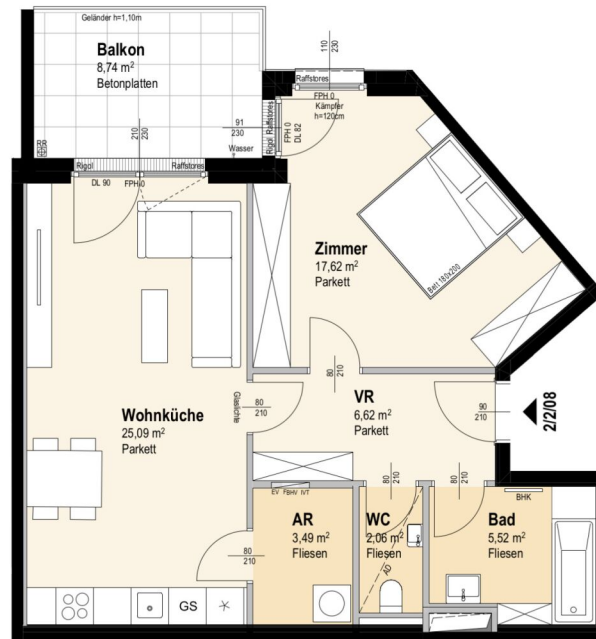 Geländer h=1,10m
Balkon
8,74 m²
Betonplatten
110
230
Raffstores
FPH 0
Kämpfer
h=120cm
91
230
Wasser
Rigol Raffstores
FPH 0
DL 82
210
230
Rigol
Raffstores
DL 90
FPH 0
Zimmer
17,62 m²
Parkett
Bett 180x200
80
210
VR
6,62 m²
Parkett
90
210
2/2/08
Glaslichte
80
210
Wohnküche
25,09 m²
Parkett
80
210
80
210
EV FBHV IVT
BHK
AR
3,49 m²
Fliesen
WC
2,06 m²
Fliesen
AD
Bad
5,52 m²
Fliesen
80
210
GS